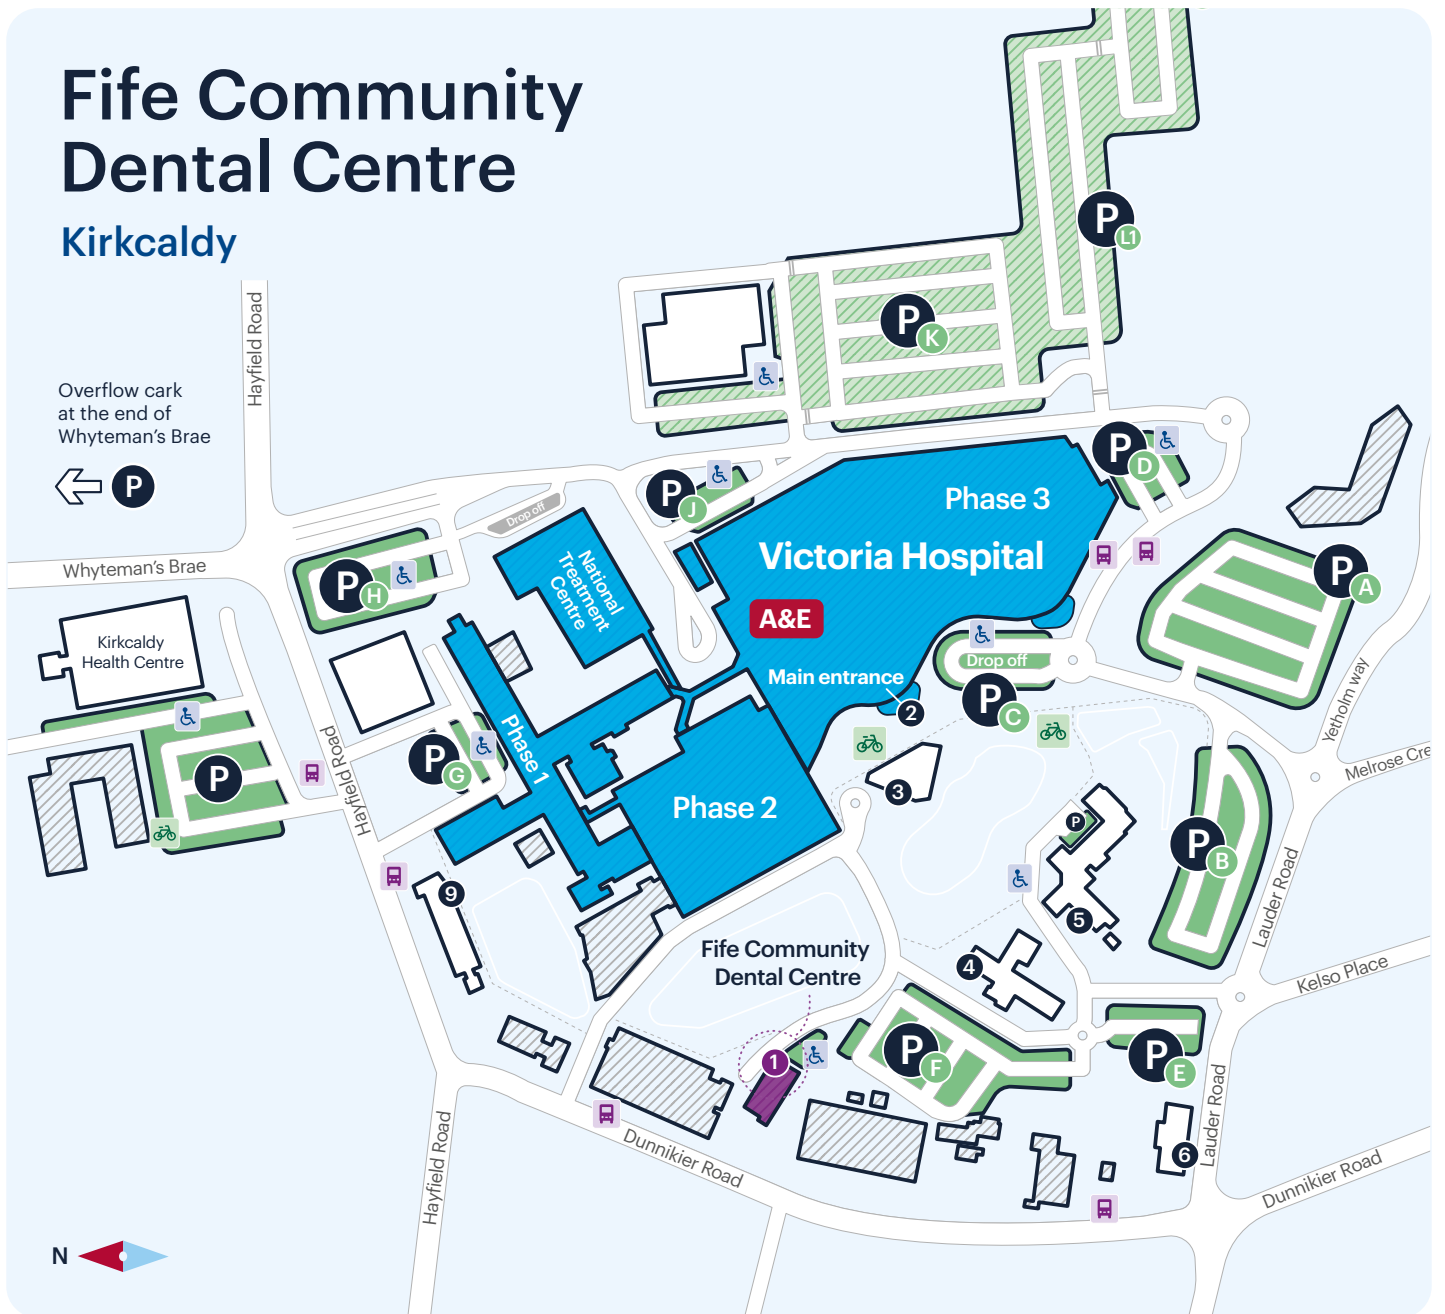 Fife Community
Dental Centre
Kirkcaldy
Hayfield Road
Overflow cark
at the end of
Whyteman's Brae
P
Whyteman's Brae
Kirkcaldy
Health Centre
P
Hayfield Road
P
H
Drop off
P
G
National
Treatment
Centre
Phase 1
P
J
P
K
P
L1
P
D
Phase 3
Victoria Hospital
A&E
Main entrance
2
Drop off
P
C
P
A
Yetholm way
Melrose Cre
3
Phase 2
P
5
P
B
Lauder Road
Kelso Place
9
Fife Community
Dental Centre
4
1
P
F
P
E
Lauder Road
6
Dunnikier Road
Dunnikier Road
Hayfield Road
N